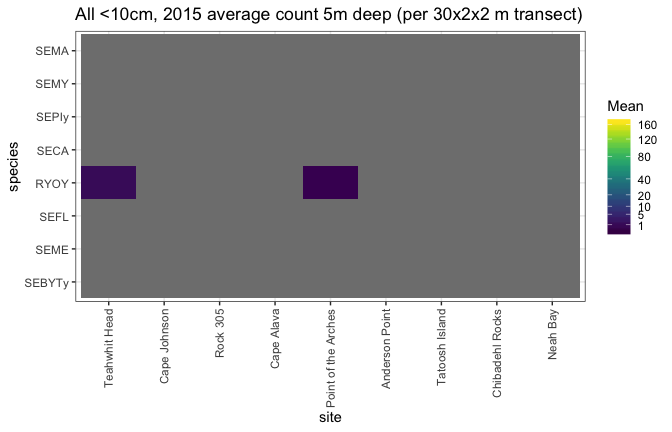 All <10cm, 2015 average count 5m deep (per 30x2x2 m transect)
species
SEMA
SEMY
SEPly
SECA
RYOY
SEFL
SEME
SEBYTy
Teahwhit Head
Cape Johnson
Rock 305
Cape Alava
Point of the Arches
Anderson Point
Tatoosh Island
Chibadehl Rocks
Neah Bay
site
Mean
160
120
80
40
20
10
5
1